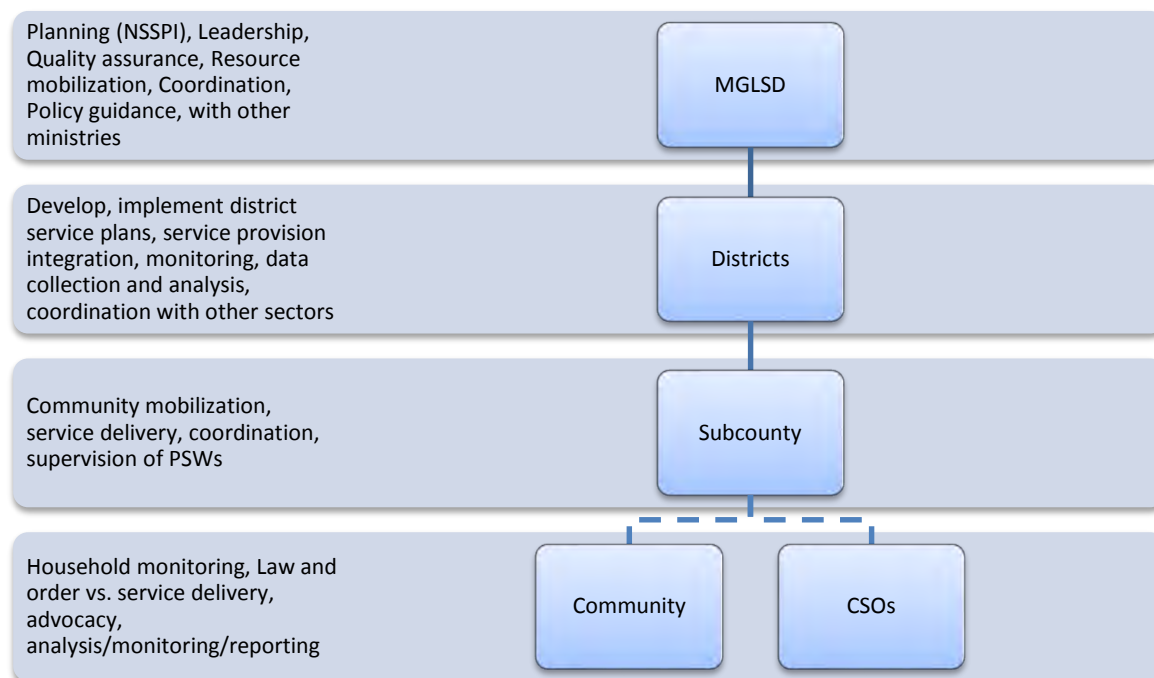 Planning (NSSPI), Leadership,
Quality assurance, Resource
mobilization, Coordination,
Policy guidance, with other
ministries
MGLSD
Develop, implement district
service plans, service provision
integration, monitoring, data
collection and analysis,
coordination with other sectors
Districts
Community mobilization,
service delivery, coordination,
supervision of PSWs
Subcounty
Household monitoring, Law and
order vs. service delivery,
advocacy,
analysis/monitoring/reporting
Community
CSOs